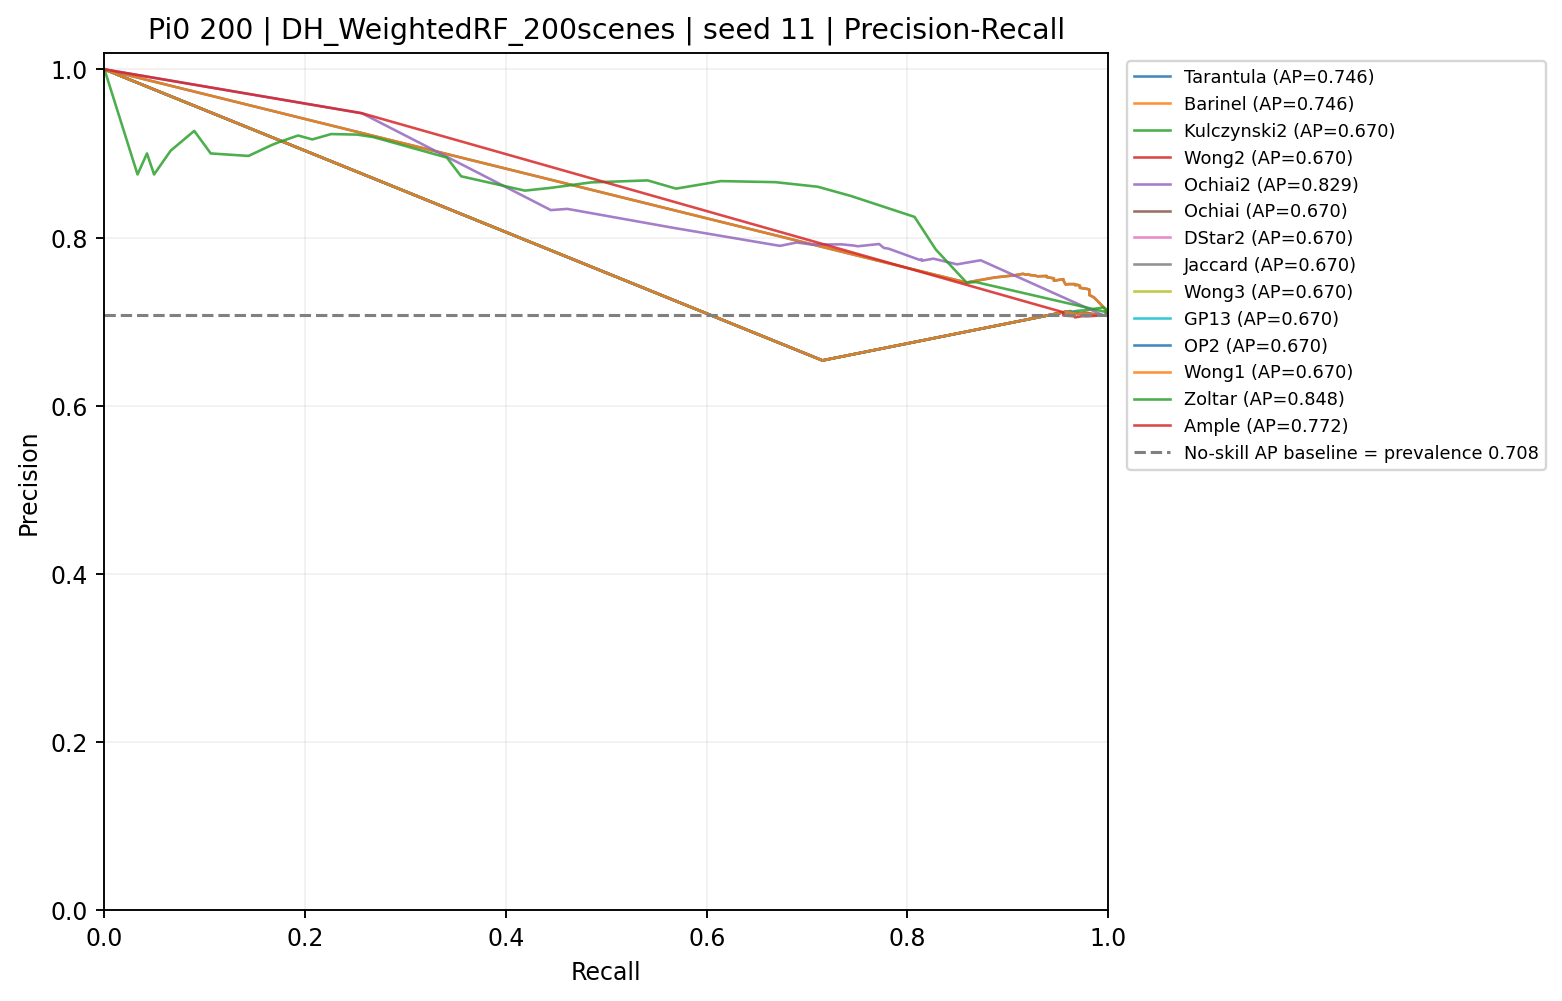 Pi0 200 | DH_WeightedRF_200scenes | seed 11 | Precision-Recall
1.0
0.8
0.6
0.4
0.2
0.0
Precision
0.0 0.2 0.4 0.6 0.8 1.0
Recall
Tarantula (AP=0.746)
Barinel (AP=0.746)
Kulczynski2 (AP=0.670)
Wong2 (AP=0.670)
Ochiai2 (AP=0.829)
Ochiai (AP=0.670)
DStar2 (AP=0.670)
Jaccard (AP=0.670)
Wong3 (AP=0.670)
GP13 (AP=0.670)
OP2 (AP=0.670)
Wong1 (AP=0.670)
Zoltar (AP=0.848)
Ample (AP=0.772)
No-skill AP baseline = prevalence 0.708